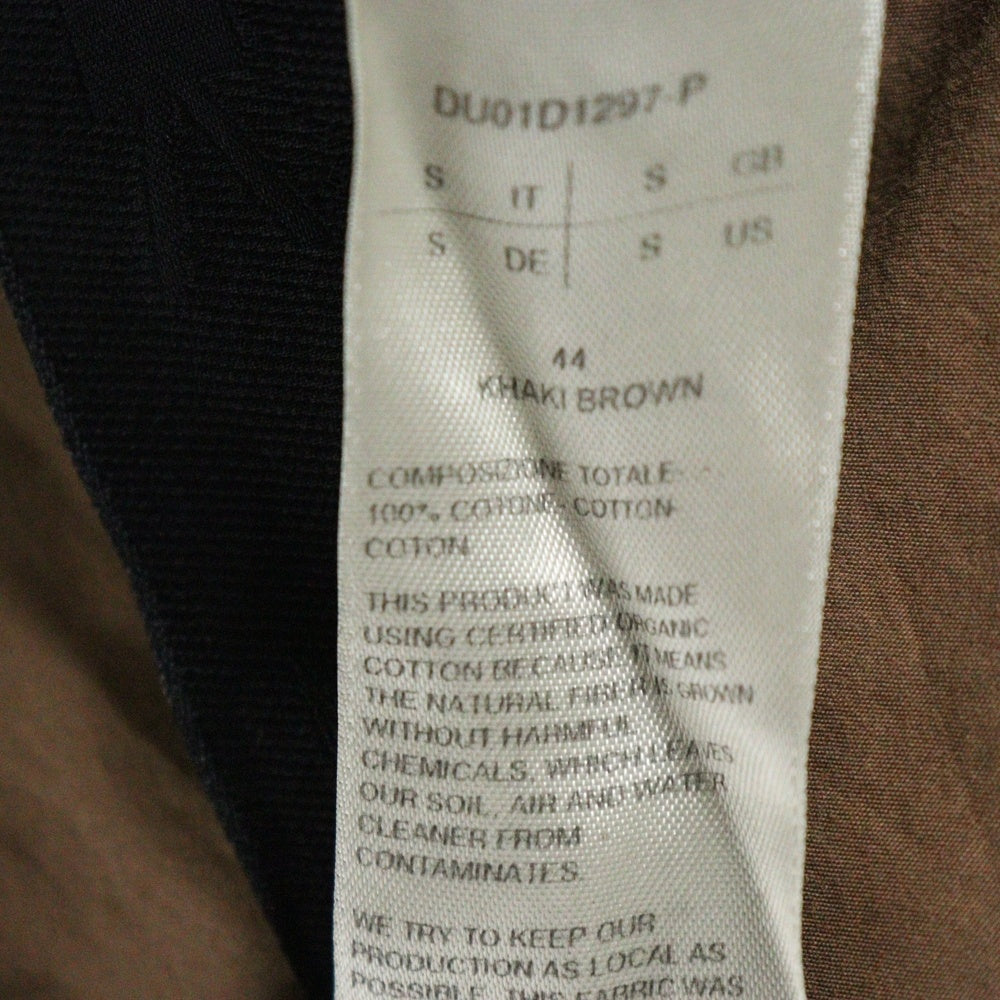 DU01D1297-P
S IT S GB
S DE S US
44
KHAKI BROWN
COMPOSIZIONE TOTALE-
100% COTONE- COTTON-
COTON
THIS PRODUCT WAS MADE
USING CERTIFIED ORGANIC
COTTON BECAUSE IT MEANS
THE NATURAL FIBER IS GROWN
WITHOUT HARMFUL
CHEMICALS, WHICH LEAVES
OUR SOIL, AIR AND WATER
CLEANER FROM
CONTAMINATES.
WE TRY TO KEEP OUR
PRODUCTION AS LOCAL AS
POSSIBLE. THIS FABRIC WAS